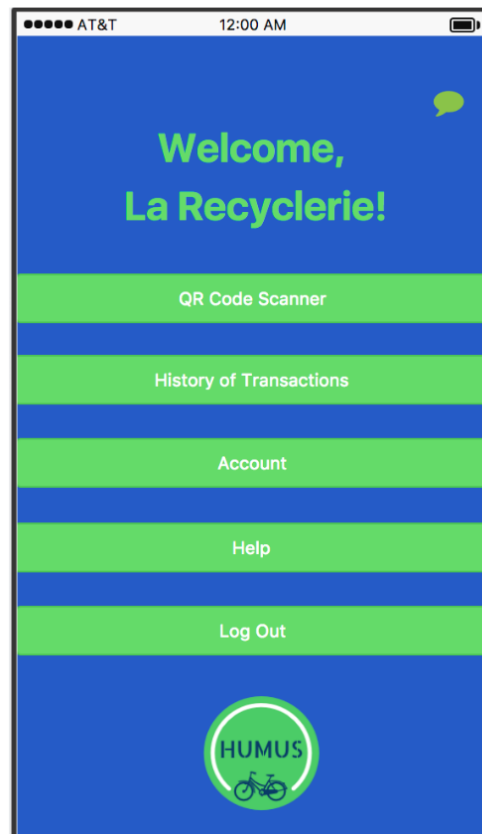 AT&T 12:00 AM
Welcome,
La Recyclerie!
QR Code Scanner
History of Transactions
Account
Help
Log Out
HUMUS